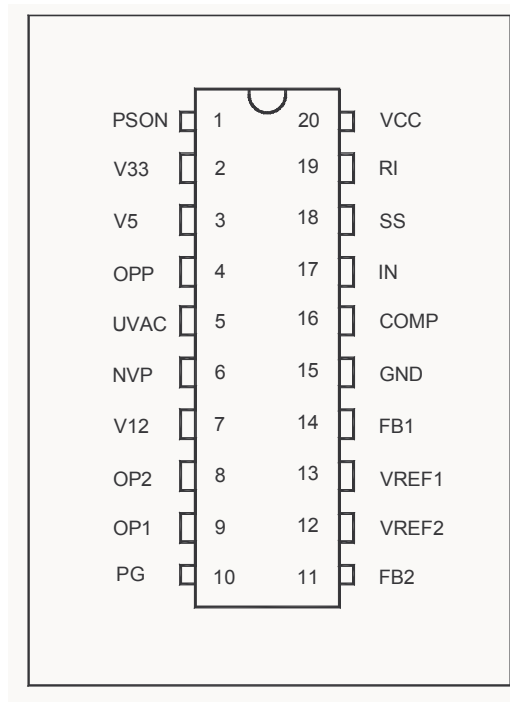 PSON 1 20 VCC
V33 2 19 RI
V5 3 18 SS
OPP 4 17 IN
UVAC 5 16 COMP
NVP 6 15 GND
V12 7 14 FB1
OP2 8 13 VREF1
OP1 9 12 VREF2
PG 10 11 FB2